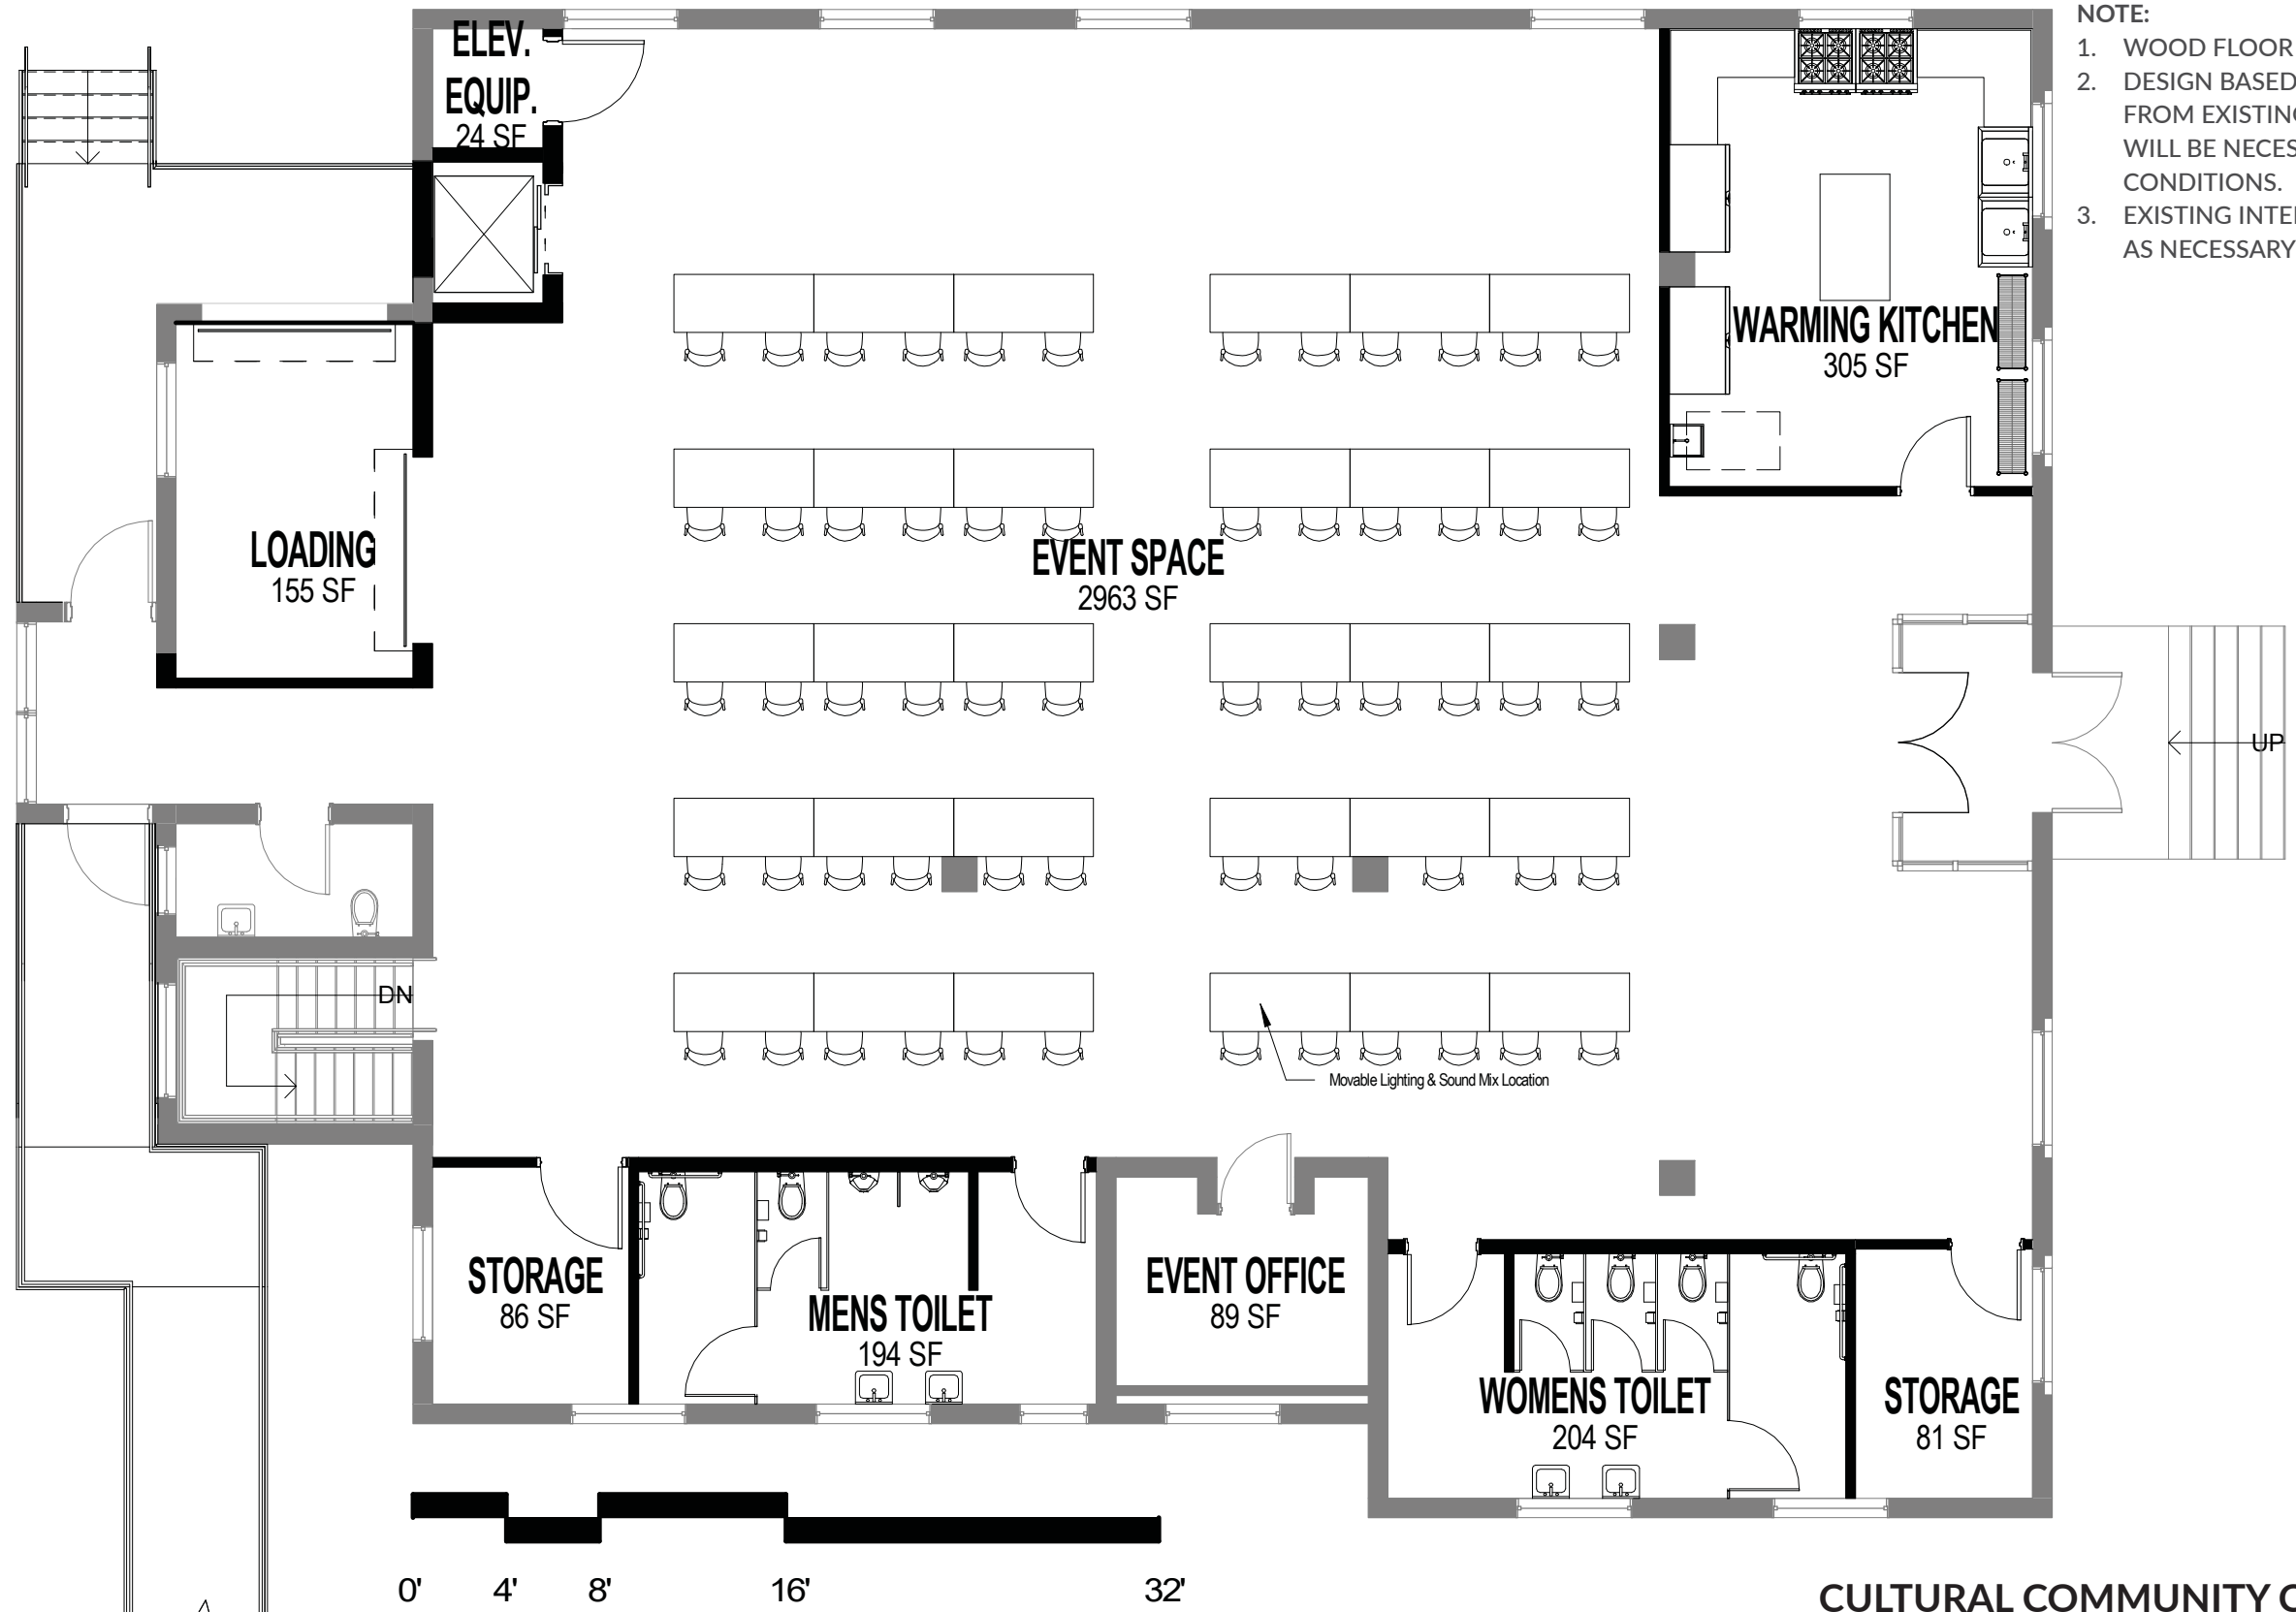 NOTE:
1. WOOD FLOOR
2. DESIGN BASED
FROM EXISTING
WILL BE NECES
CONDITIONS.
3. EXISTING INTE
AS NECESSARY
ELEV.
EQUIP.
24 SF
WARMING KITCHEN
305 SF
LOADING
155 SF
EVENT SPACE
2963 SF
UP
DN
Movable Lighting & Sound Mix Location
STORAGE
86 SF
MENS TOILET
194 SF
EVENT OFFICE
89 SF
WOMENS TOILET
204 SF
STORAGE
81 SF
0' 4' 8' 16' 32'
CULTURAL COMMUNITY